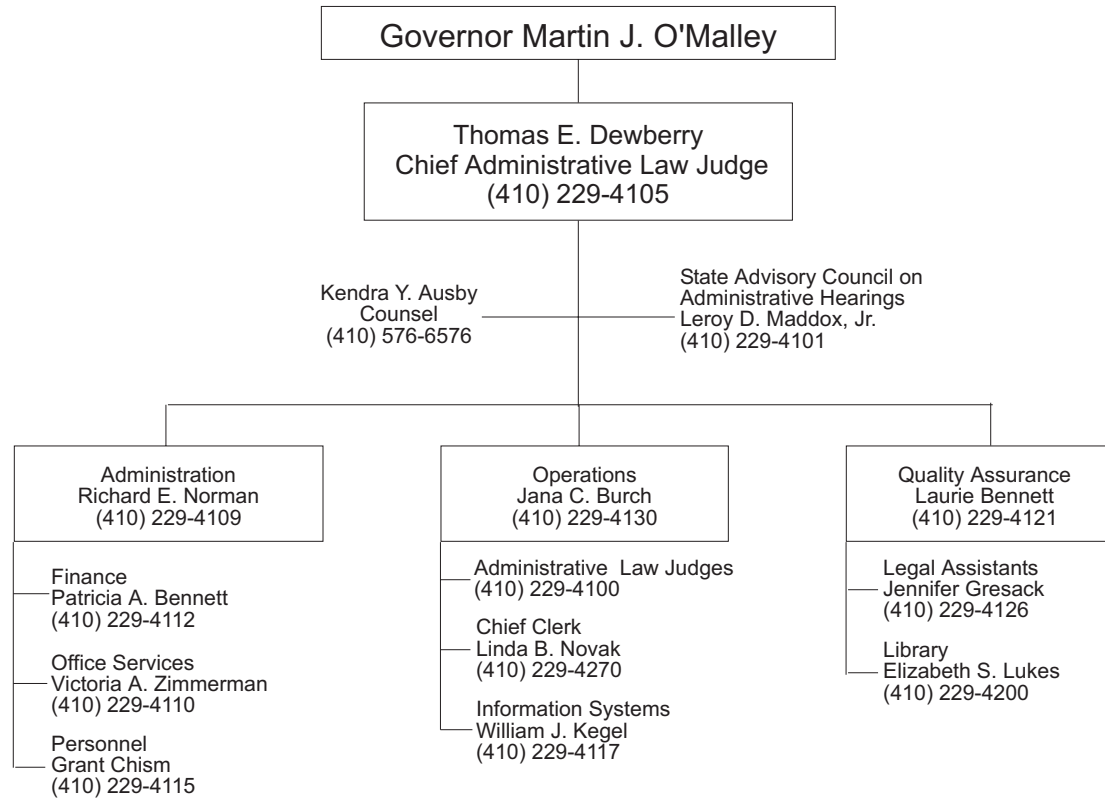 Governor Martin J. O'Malley
Thomas E. Dewberry
Chief Administrative Law Judge
(410) 229-4105
Kendra Y. Ausby
Counsel
(410) 576-6576
State Advisory Council on
Administrative Hearings
Leroy D. Maddox, Jr.
(410) 229-4101
Administration
Richard E. Norman
(410) 229-4109
Finance
Patricia A. Bennett
(410) 229-4112
Office Services
Victoria A. Zimmerman
(410) 229-4110
Personnel
Grant Chism
(410) 229-4115
Operations
Jana C. Burch
(410) 229-4130
Administrative Law Judges
(410) 229-4100
Chief Clerk
Linda B. Novak
(410) 229-4270
Information Systems
William J. Kegel
(410) 229-4117
Quality Assurance
Laurie Bennett
(410) 229-4121
Legal Assistants
Jennifer Gresack
(410) 229-4126
Library
Elizabeth S. Lukes
(410) 229-4200